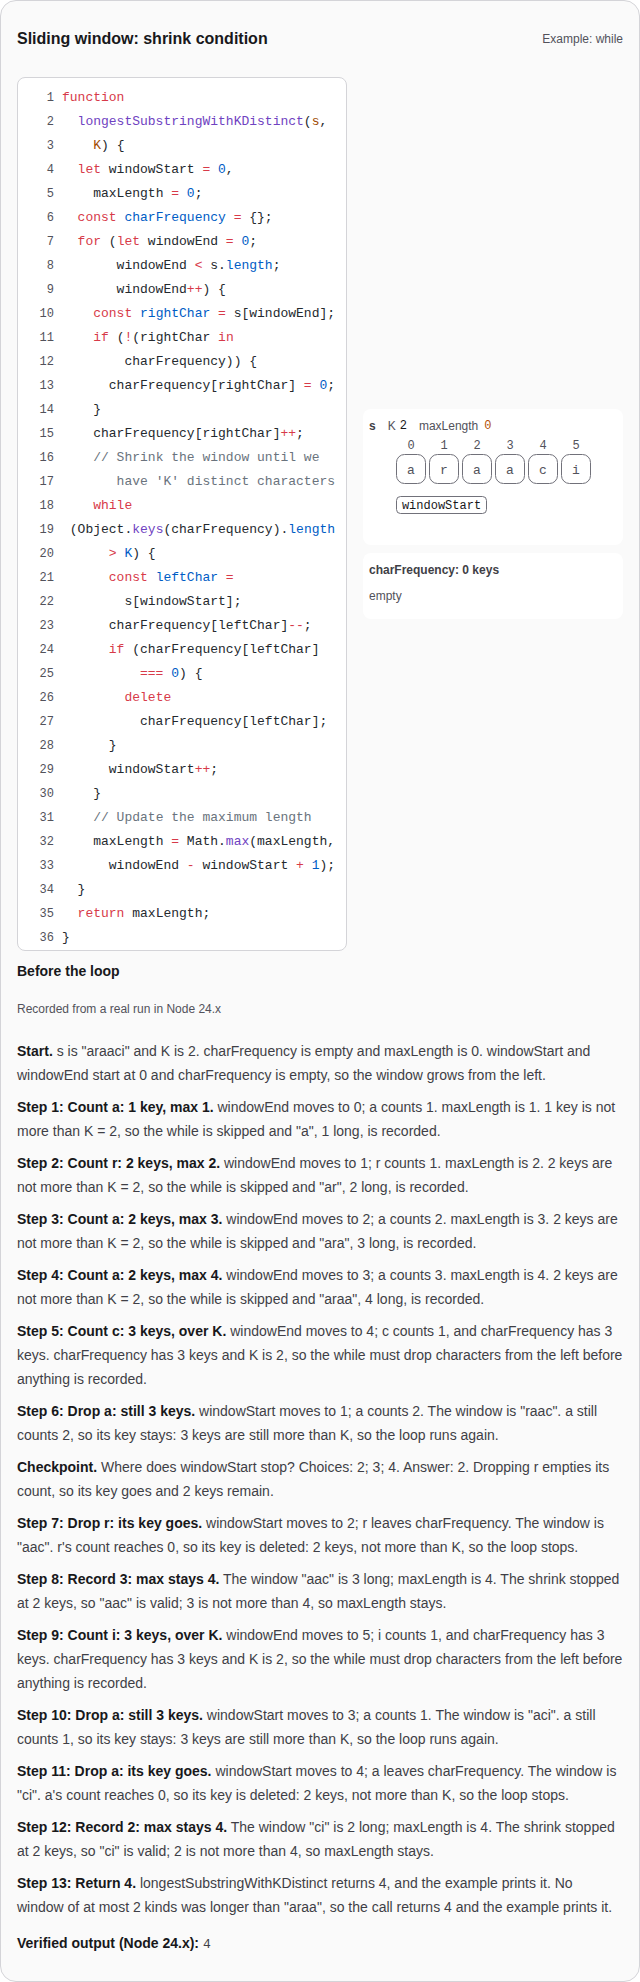 Sliding window: shrink condition
Example: while
1 function
2 longestSubstringWithKDistinct(s,
3 K) {
4 let windowStart = 0,
5 maxLength = 0;
6 const charFrequency = {};
7 for (let windowEnd = 0;
8 windowEnd < s.length;
9 windowEnd++) {
10 const rightChar = s[windowEnd];
11 if (!(rightChar in
12 charFrequency)) {
13 charFrequency[rightChar] = 0;
14 }
15 charFrequency[rightChar]++;
16 // Shrink the window until we
17 have 'K' distinct characters
18 while
19 (Object.keys(charFrequency).length
20 > K) {
21 const leftChar =
22 s[windowStart];
23 charFrequency[leftChar]--;
24 if (charFrequency[leftChar]
25 === 0) {
26 delete
27 charFrequency[leftChar];
28 }
29 windowStart++;
30 }
31 // Update the maximum length
32 maxLength = Math.max(maxLength,
33 windowEnd - windowStart + 1);
34 }
35 return maxLength;
36 }
s K 2 maxLength 0
0 1 2 3 4 5
a r a a c i
windowStart
charFrequency: 0 keys
empty
Before the loop
Recorded from a real run in Node 24.x
Start. s is "araaci" and K is 2. charFrequency is empty and maxLength is 0. windowStart and
windowEnd start at 0 and charFrequency is empty, so the window grows from the left.
Step 1: Count a: 1 key, max 1. windowEnd moves to 0; a counts 1. maxLength is 1. 1 key is not
more than K = 2, so the while is skipped and "a", 1 long, is recorded.
Step 2: Count r: 2 keys, max 2. windowEnd moves to 1; r counts 1. maxLength is 2. 2 keys are
not more than K = 2, so the while is skipped and "ar", 2 long, is recorded.
Step 3: Count a: 2 keys, max 3. windowEnd moves to 2; a counts 2. maxLength is 3. 2 keys are
not more than K = 2, so the while is skipped and "ara", 3 long, is recorded.
Step 4: Count a: 2 keys, max 4. windowEnd moves to 3; a counts 3. maxLength is 4. 2 keys are
not more than K = 2, so the while is skipped and "araa", 4 long, is recorded.
Step 5: Count c: 3 keys, over K. windowEnd moves to 4; c counts 1, and charFrequency has 3
keys. charFrequency has 3 keys and K is 2, so the while must drop characters from the left before
anything is recorded.
Step 6: Drop a: still 3 keys. windowStart moves to 1; a counts 2. The window is "raac". a still
counts 2, so its key stays: 3 keys are still more than K, so the loop runs again.
Checkpoint. Where does windowStart stop? Choices: 2; 3; 4. Answer: 2. Dropping r empties its
count, so its key goes and 2 keys remain.
Step 7: Drop r: its key goes. windowStart moves to 2; r leaves charFrequency. The window is
"aac". r's count reaches 0, so its key is deleted: 2 keys, not more than K, so the loop stops.
Step 8: Record 3: max stays 4. The window "aac" is 3 long; maxLength is 4. The shrink stopped
at 2 keys, so "aac" is valid; 3 is not more than 4, so maxLength stays.
Step 9: Count i: 3 keys, over K. windowEnd moves to 5; i counts 1, and charFrequency has 3
keys. charFrequency has 3 keys and K is 2, so the while must drop characters from the left before
anything is recorded.
Step 10: Drop a: still 3 keys. windowStart moves to 3; a counts 1. The window is "aci". a still
counts 1, so its key stays: 3 keys are still more than K, so the loop runs again.
Step 11: Drop a: its key goes. windowStart moves to 4; a leaves charFrequency. The window is
"ci". a's count reaches 0, so its key is deleted: 2 keys, not more than K, so the loop stops.
Step 12: Record 2: max stays 4. The window "ci" is 2 long; maxLength is 4. The shrink stopped
at 2 keys, so "ci" is valid; 2 is not more than 4, so maxLength stays.
Step 13: Return 4. longestSubstringWithKDistinct returns 4, and the example prints it. No
window of at most 2 kinds was longer than "araa", so the call returns 4 and the example prints it.
Verified output (Node 24.x): 4